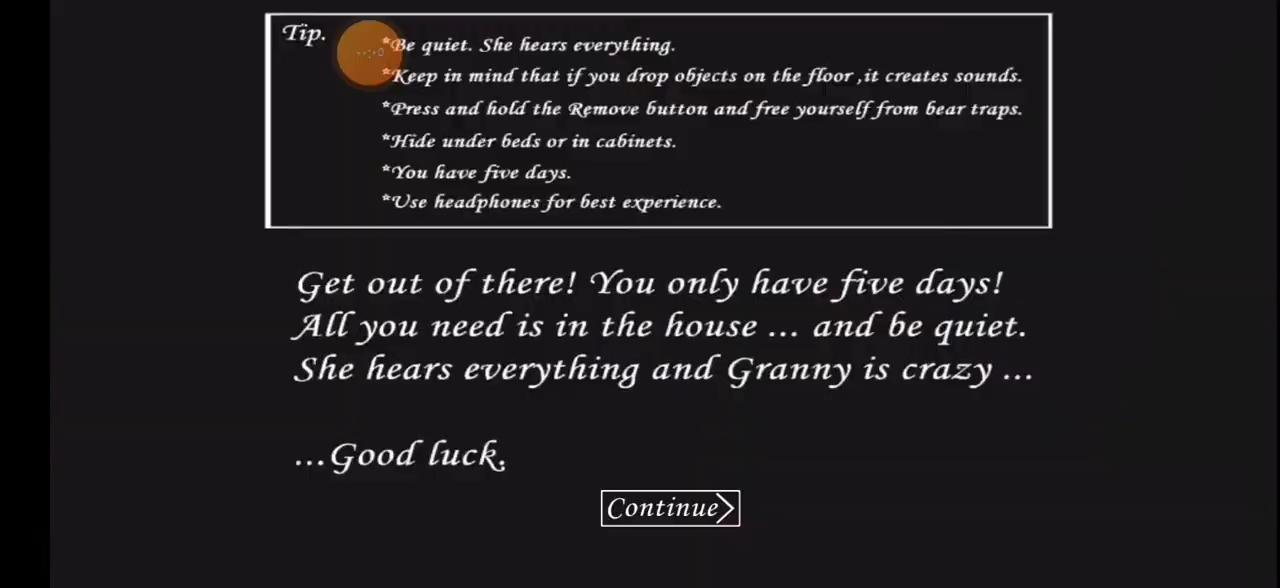 Tip.
*Be quiet. She hears everything.
*Keep in mind that if you drop objects on the floor ,it creates sounds.
*Press and hold the Remove button and free yourself from bear traps.
*Hide under beds or in cabinets.
*You have five days.
*Use headphones for best experience.
Get out of there! You only have five days!
All you need is in the house ... and be quiet.
She hears everything and Granny is crazy ...
...Good luck.
Continue